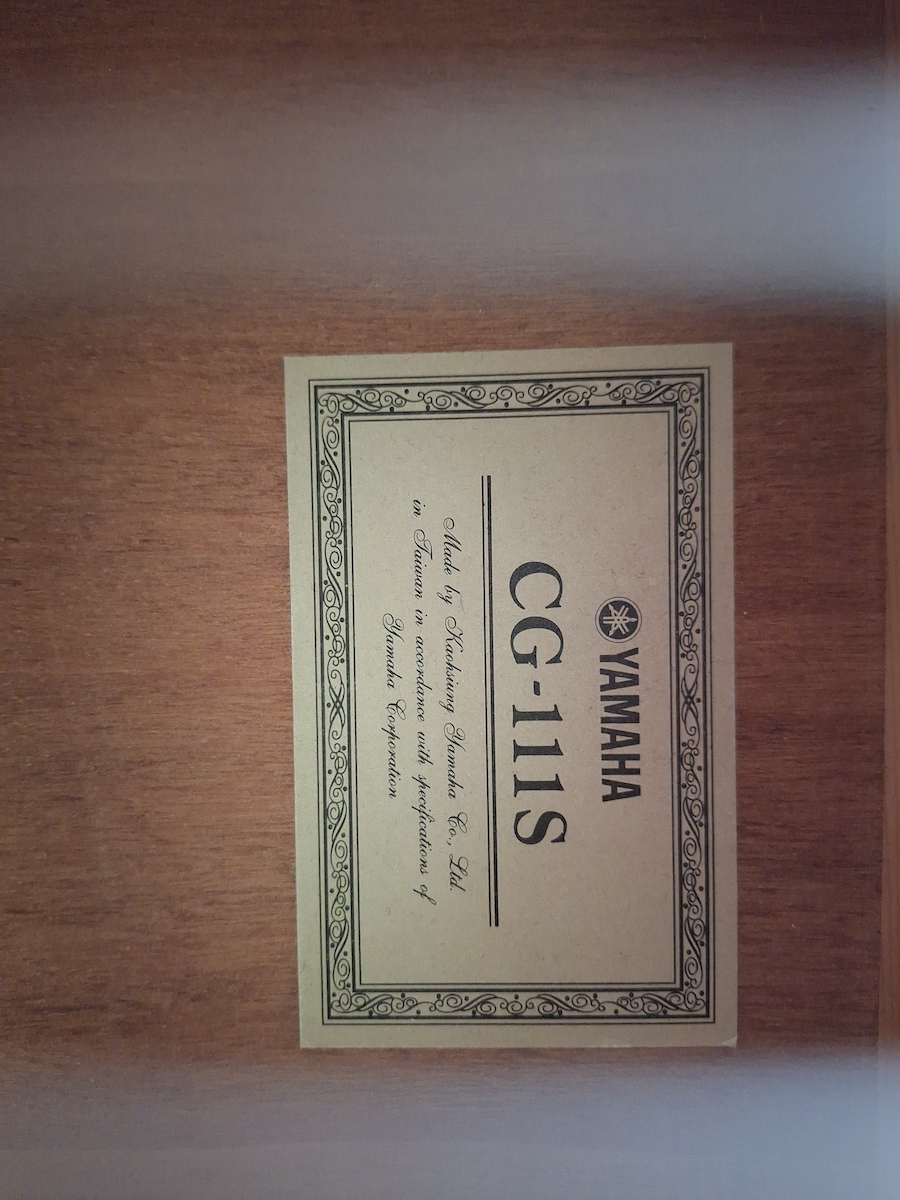 YAMAHA
CG-111S
Made by Kaohsiung Yamaha Co., Ltd.
in Taiwan in accordance with specifications of
Yamaha Corporation